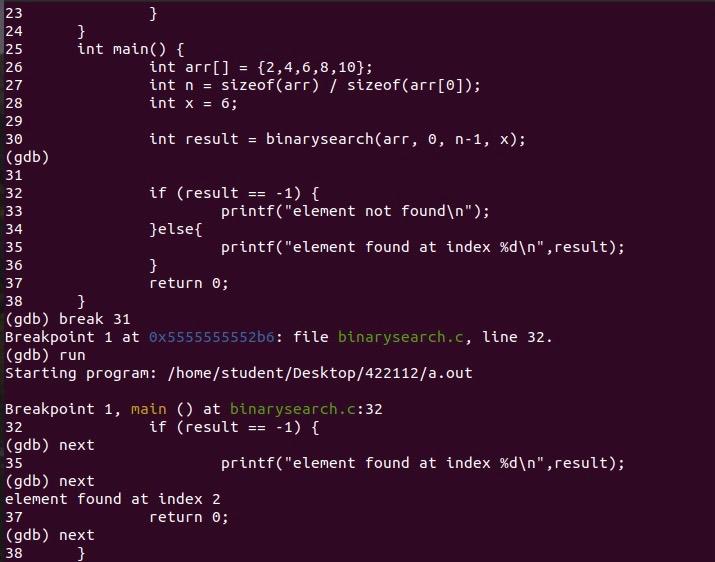 23                }
24        }
25        int main() {
26                int arr[] = {2,4,6,8,10};
27                int n = sizeof(arr) / sizeof(arr[0]);
28                int x = 6;
29
30                int result = binarysearch(arr, 0, n-1, x);
(gdb)
31
32                if (result == -1) {
33                        printf("element not found\n");
34                }else{
35                        printf("element found at index %d\n",result);
36                }
37                return 0;
38        }
(gdb) break 31
Breakpoint 1 at 0x5555555552b6: file binarysearch.c, line 32.
(gdb) run
Starting program: /home/student/Desktop/422112/a.out

Breakpoint 1, main () at binarysearch.c:32
32                if (result == -1) {
(gdb) next
35                        printf("element found at index %d\n",result);
(gdb) next
element found at index 2
37                return 0;
(gdb) next
38        }